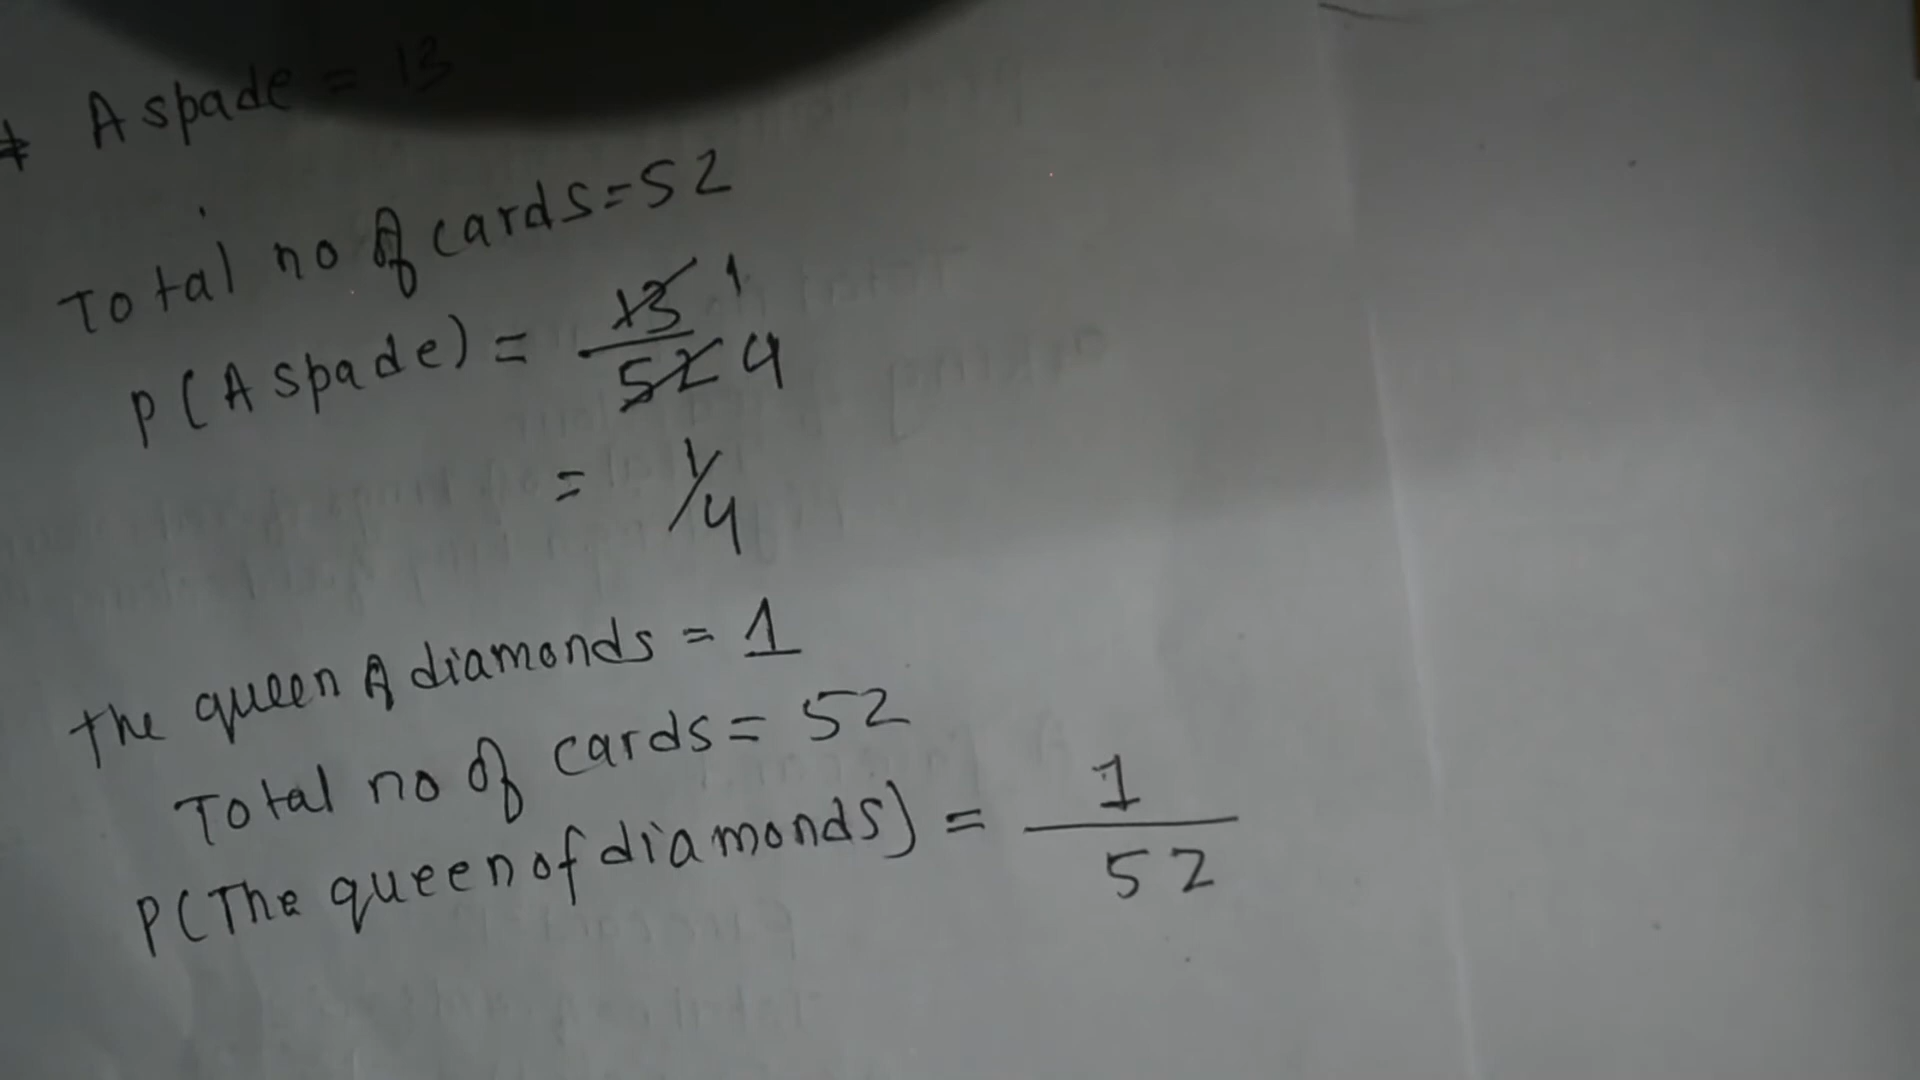 * A spade = 13
Total no of cards = 52
P(A spade) = 13/52 1 4
= 1/4
The queen of diamonds = 1
Total no of cards = 52
P(The queen of diamonds) = 1/52